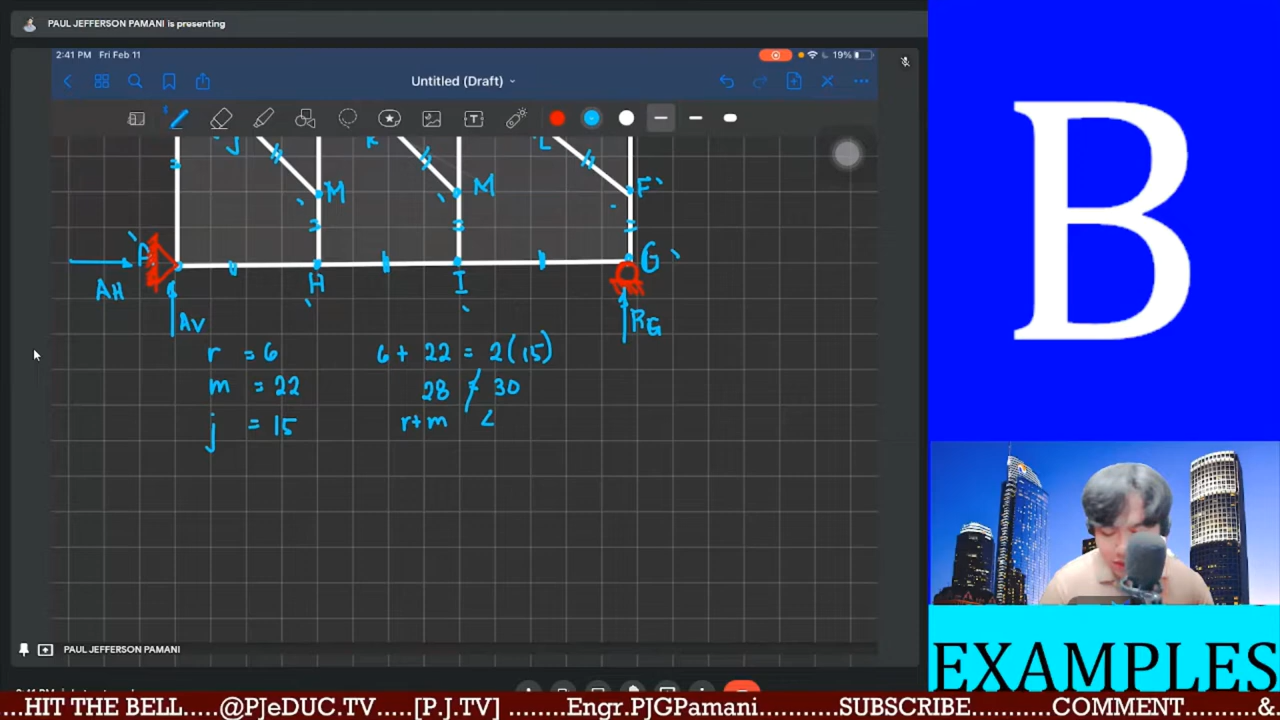 PAUL JEFFERSON PAMANI is presenting
2:41 PM Fri Feb 11
19%
Untitled (Draft)
T
J K L
M M F
A G
AH H I
AV RG
r = 6 6 + 22 = 2(15)
m = 22 28 ≠ 30
j = 15 r+m <
PAUL JEFFERSON PAMANI
B
EXAMPLES
...HIT THE BELL.....@PJeDUC.TV.....[P.J.TV] ........Engr.PJGPamani...........SUBSCRIBE..........COMMENT.........&